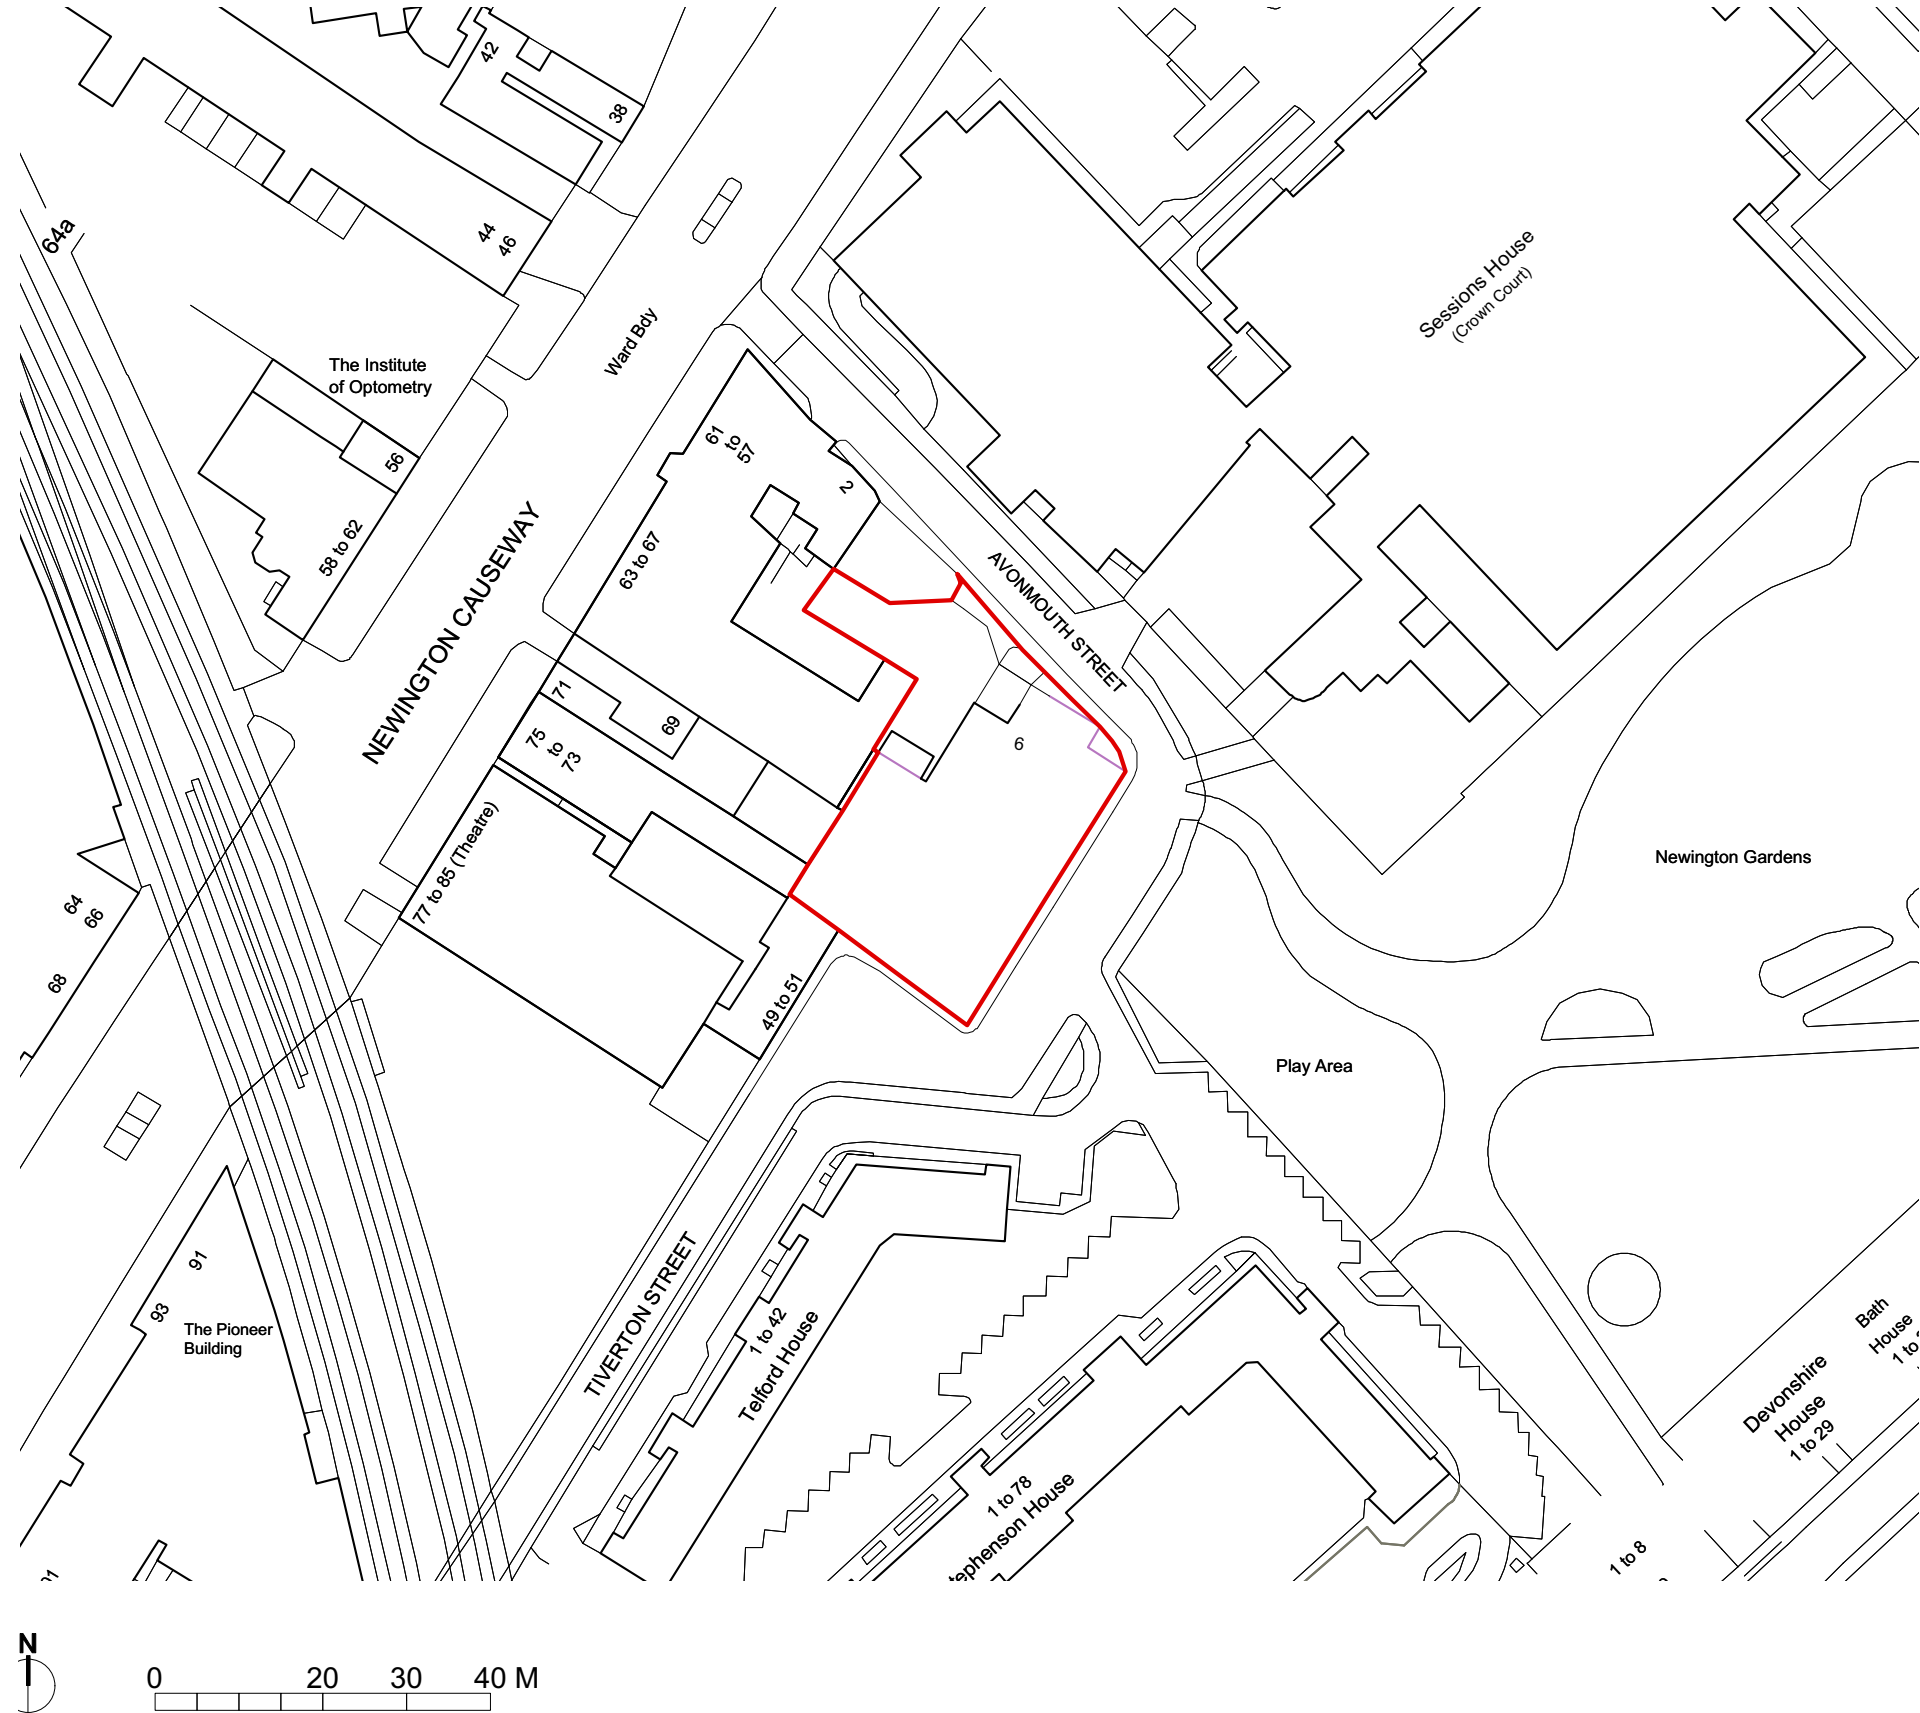 42
38
64a
44
46
Sessions House
(Crown Court)
Ward Bdy
The Institute
of Optometry
56
58 to 62
61
to
57
2
63 to 67
NEWINGTON CAUSEWAY
AVONMOUTH STREET
71
69
75
to
73
6
77 to 85 (Theatre)
Newington Gardens
64
66
68
49 to 51
Play Area
91
93
The Pioneer
Building
TIVERTON STREET
1 to 42
Telford House
Bath
House
1 to
Devonshire
House
1 to 29
1 to 78
tephenson House
1 to 8
N
0
20
30
40 M